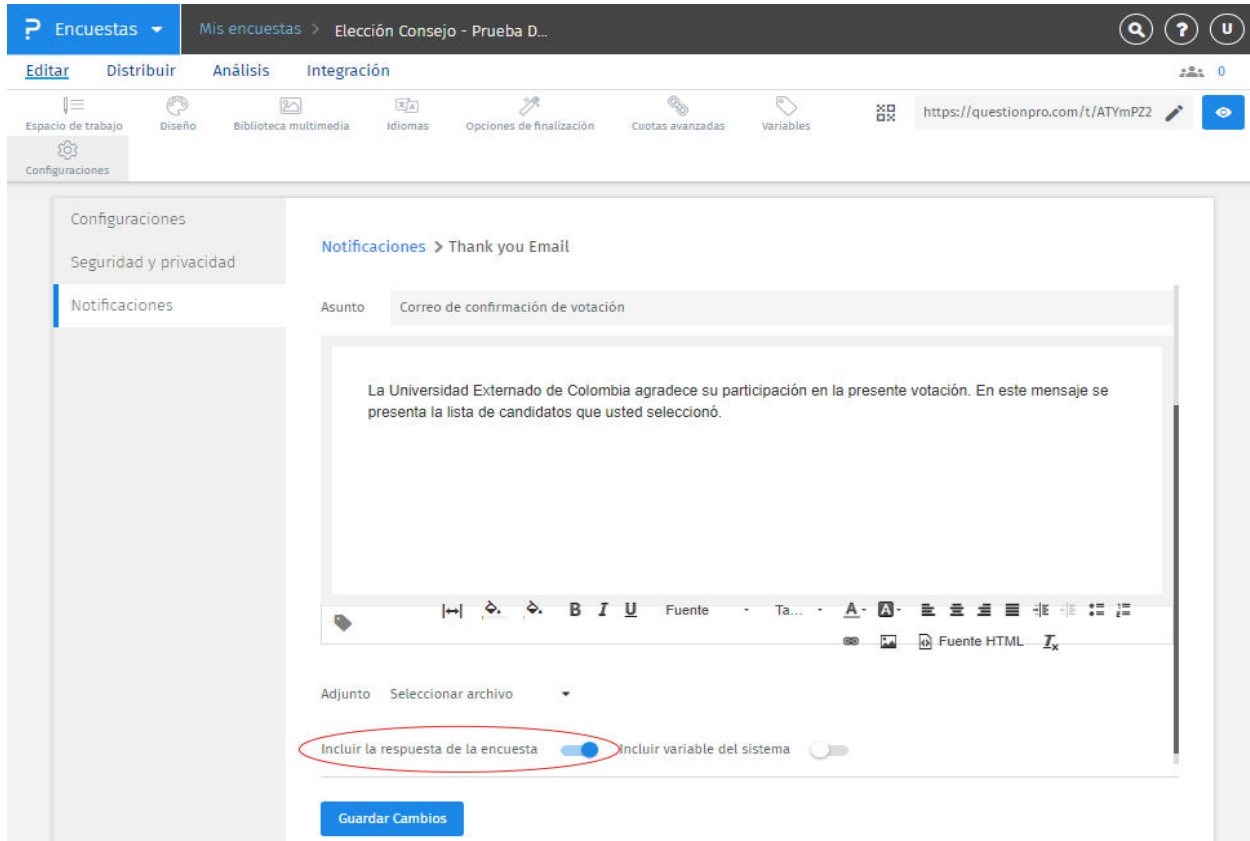 Encuestas
Mis encuestas > Elección Consejo - Prueba D...
U
Editar Distribuir Análisis Integración
0
Espacio de trabajo Diseño Biblioteca multimedia Idiomas Opciones de finalización Cuotas avanzadas Variables
https://questionpro.com/t/ATYmPZ2
Configuraciones
Configuraciones
Seguridad y privacidad
Notificaciones
Notificaciones > Thank you Email
Asunto Correo de confirmación de votación
La Universidad Externado de Colombia agradece su participación en la presente votación. En este mensaje se
presenta la lista de candidatos que usted seleccionó.
B I U Fuente Ta... A A
Fuente HTML Tx
Adjunto Seleccionar archivo
Incluir la respuesta de la encuesta Incluir variable del sistema
Guardar Cambios